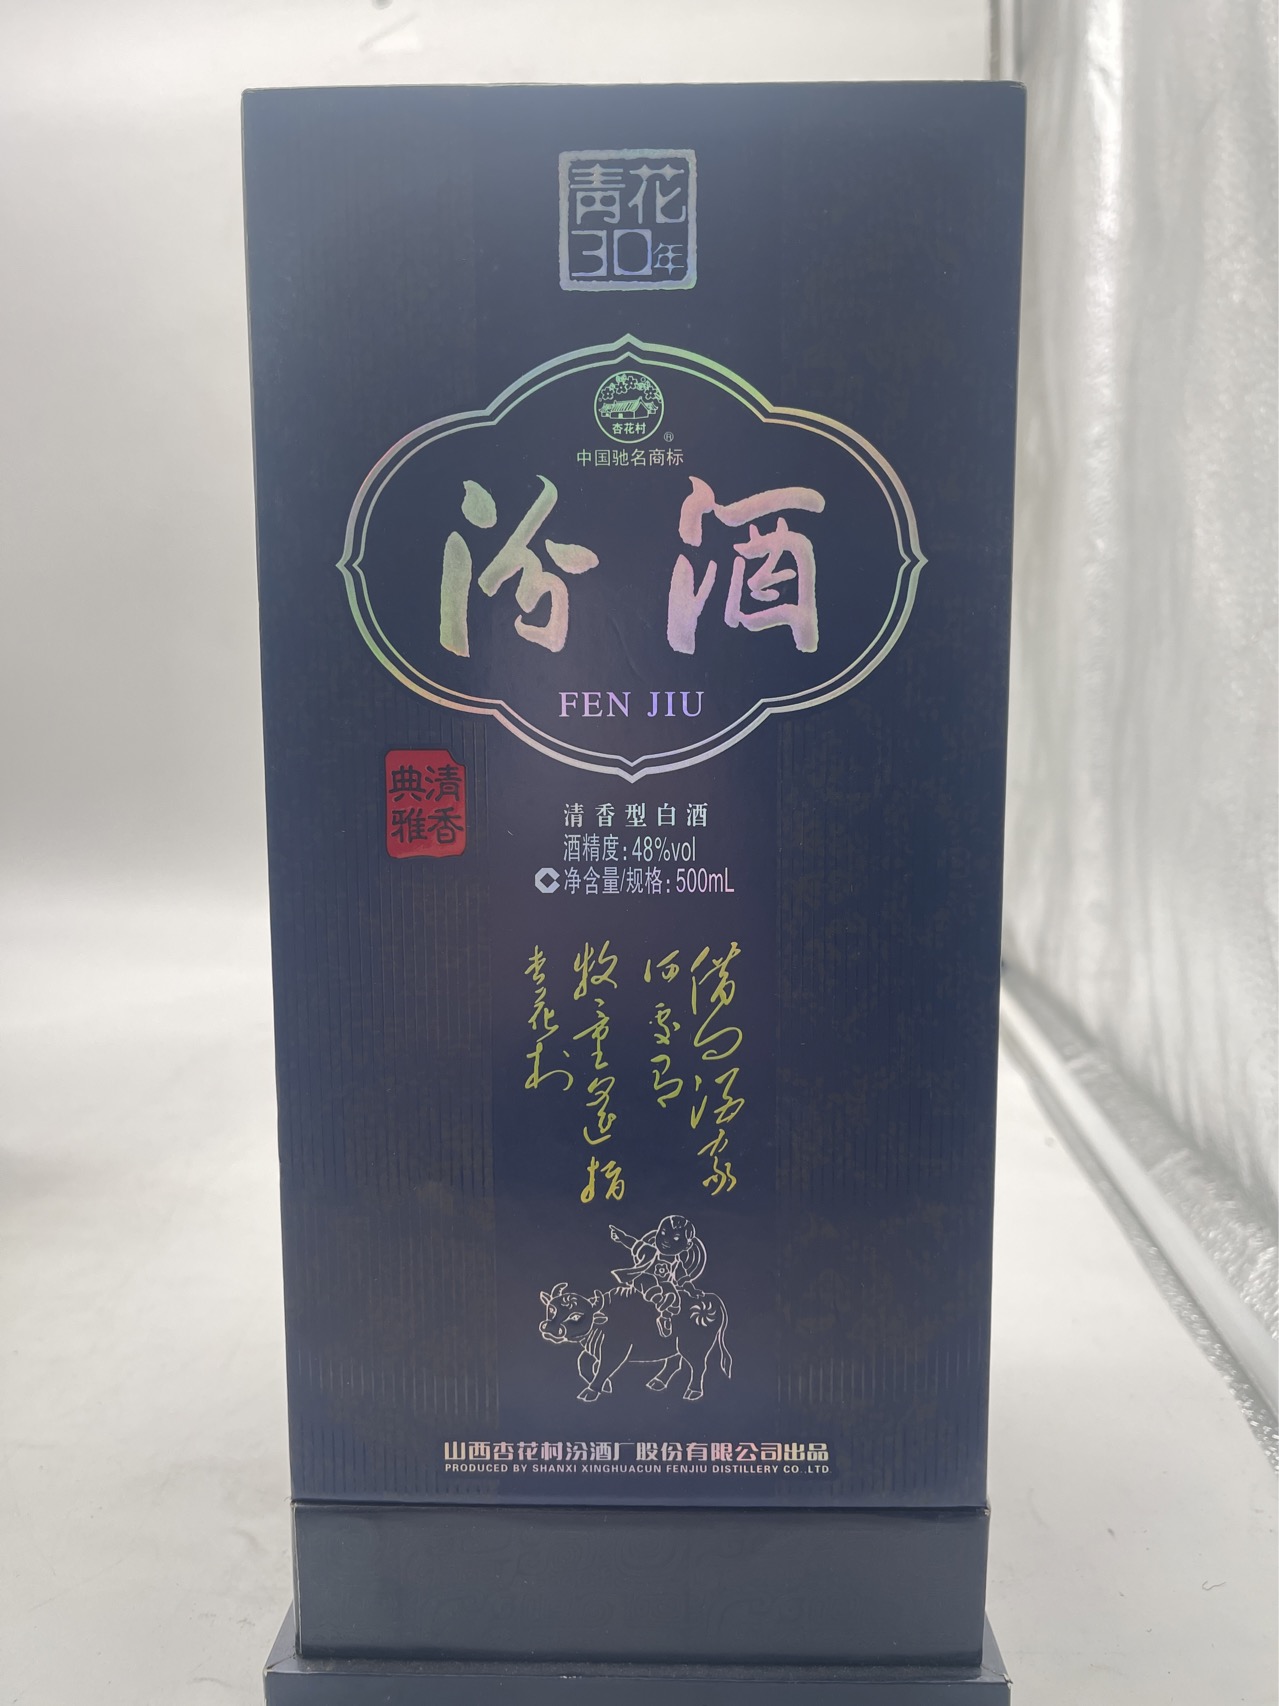 青花
30年
杏花村
®
中国驰名商标
汾酒
FEN JIU
清香
典雅
清香型白酒
酒精度:48%vol
净含量/规格:500mL
借问酒家
何处有
牧童遥指
杏花村
山西杏花村汾酒厂股份有限公司出品
PRODUCED BY SHANXI XINGHUACUN FENJIU DISTILLERY CO.,LTD.